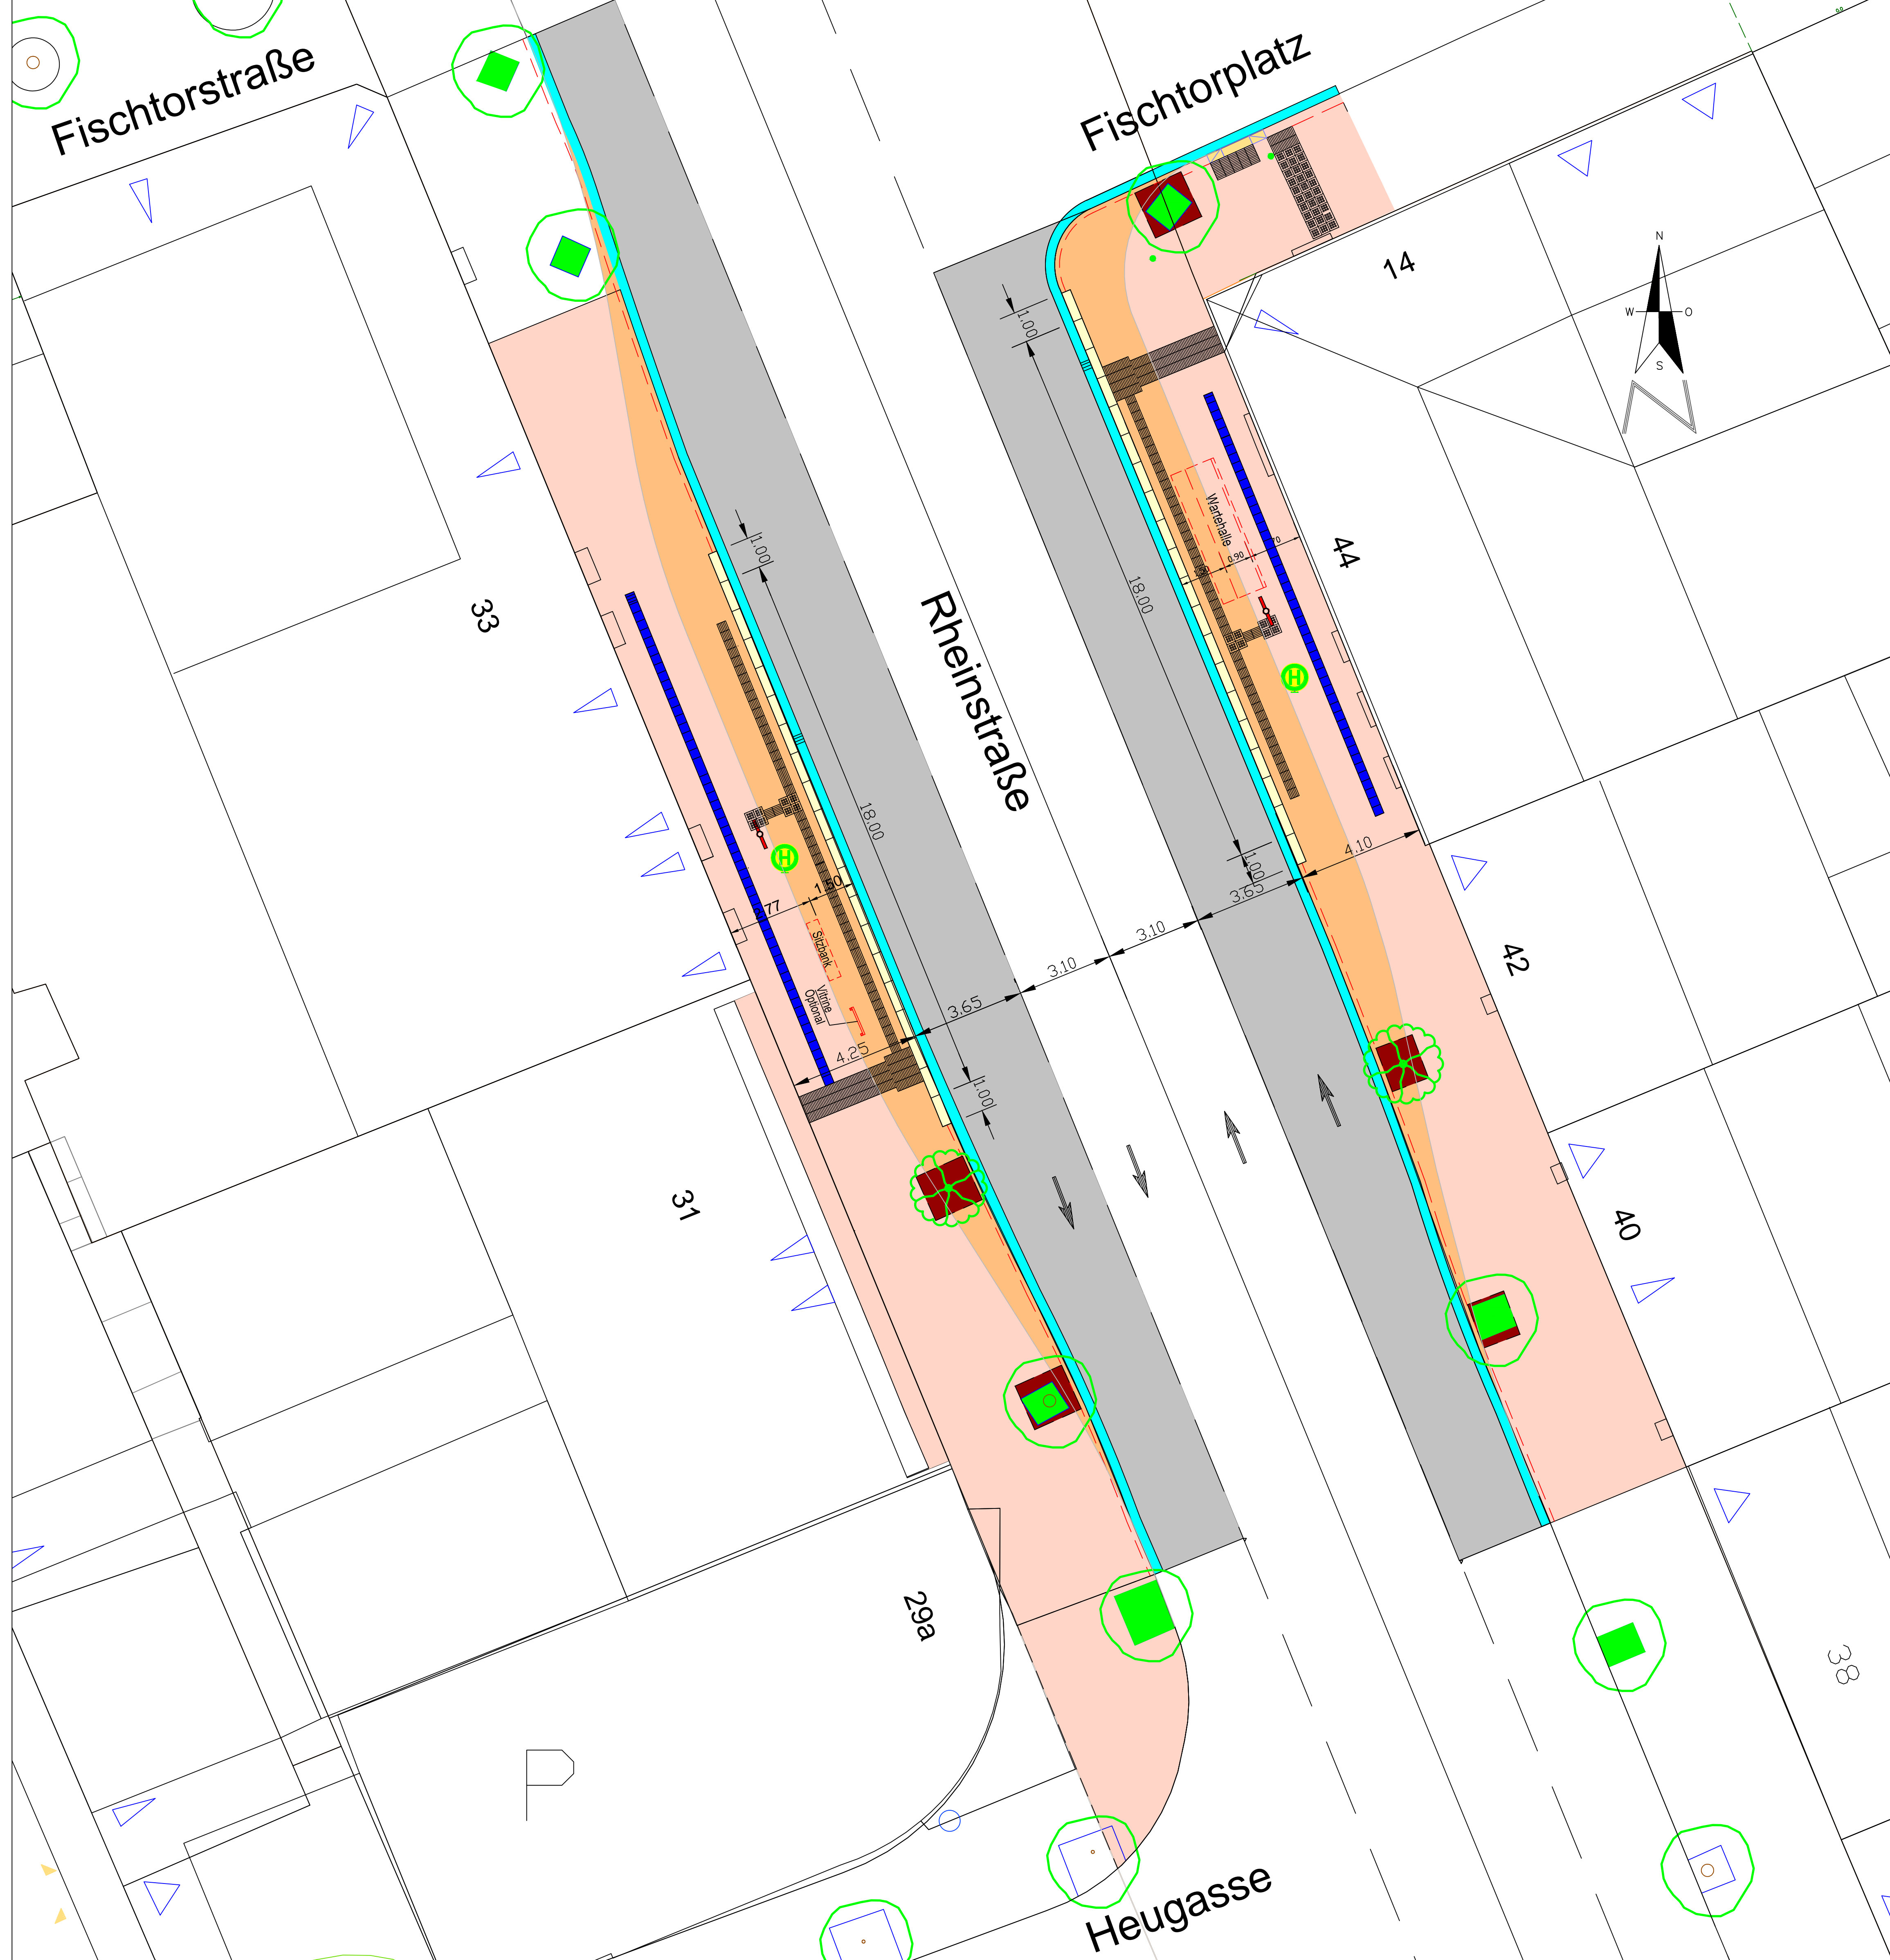 Fischtorstraße
Fischtorplatz
14
N
W
O
S
1.00
18.00
Wartehalle
0.90
44
33
1.00
18.00
Rheinstraße
H
H
1.00
4.10
3.65
3.10
3.10
3.65
4.25
1.50
77
Sitzbank
Vitrine
Optional
1.00
42
40
31
29a
38
P
Heugasse